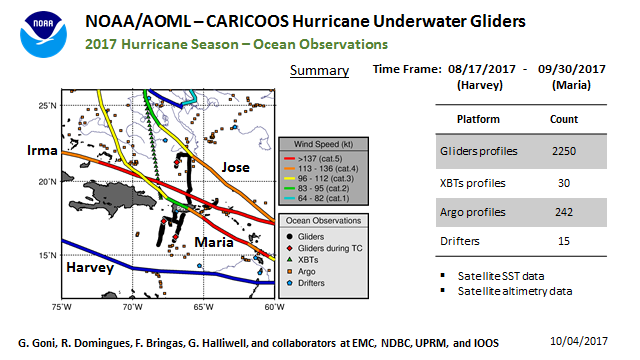 NOAA
NOAA/AOML – CARICOOS Hurricane Underwater Gliders
2017 Hurricane Season – Ocean Observations
Summary
Time Frame: 08/17/2017 - 09/30/2017
(Harvey) (Maria)
25°N
20°N
15°N
75°W 70°W 65°W 60°W
Irma
Jose
Maria
Harvey
Wind Speed (kt)
>137 (cat.5)
113 - 136 (cat.4)
96 - 112 (cat.3)
83 - 95 (cat.2)
64 - 82 (cat.1)
Ocean Observations
Gliders
Gliders during TC
XBTs
Argo
Drifters
Platform Count
Gliders profiles 2250
XBTs profiles 30
Argo profiles 242
Drifters 15
▪ Satellite SST data
▪ Satellite altimetry data
G. Goni, R. Domingues, F. Bringas, G. Halliwell, and collaborators at EMC, NDBC, UPRM, and IOOS
10/04/2017